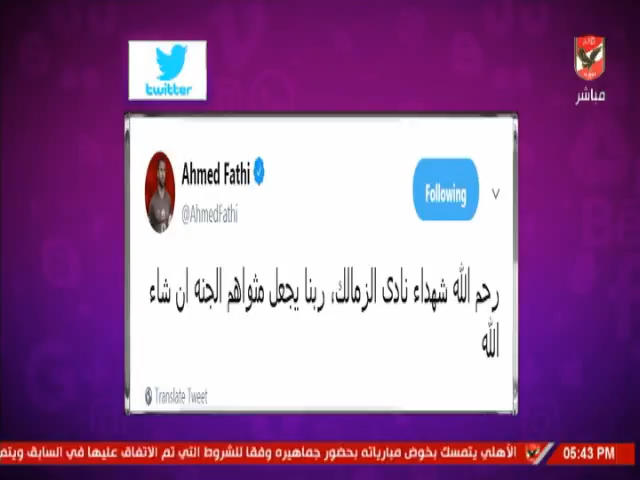 twitter
مباشر
Ahmed Fathi
@AhmedFathi
Following
رحم الله شهداء نادى الزمالك، ربنا يجعل مثواهم الجنه ان شاء
الله
Translate Tweet
الأهلي يتمسك بخوض مبارياته بحضور جماهيره وفقا للشروط التي تم الاتفاق عليها في السابق ويتم
05:43 PM